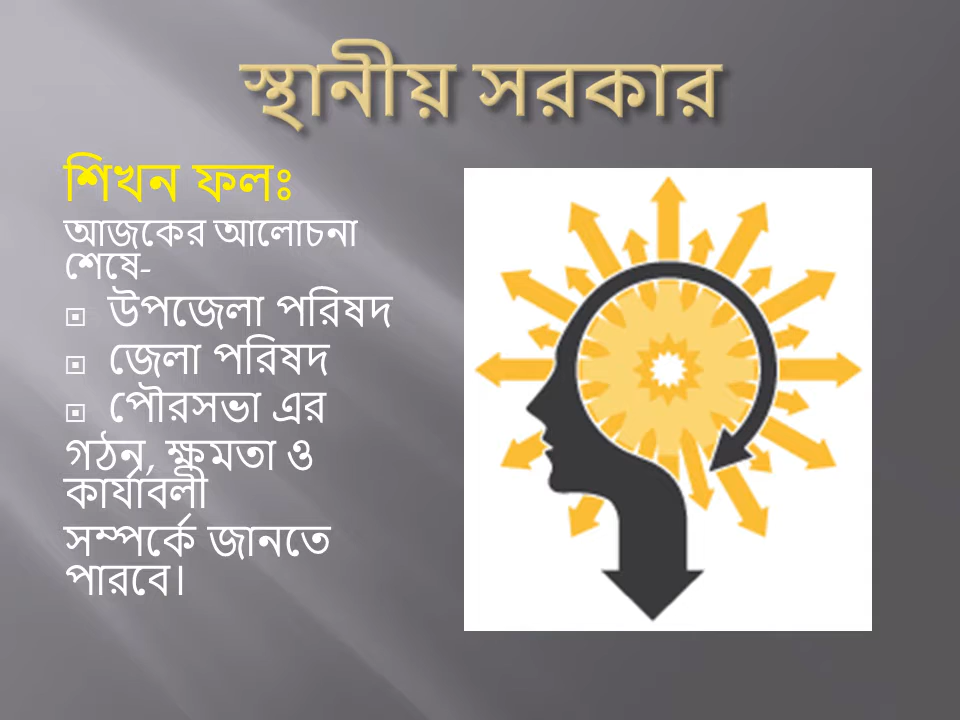 স্থানীয় সরকার
শিখন ফলঃ
আজকের আলোচনা
শেষে-
উপজেলা পরিষদ
জেলা পরিষদ
পৌরসভা এর
গঠন, ক্ষমতা ও
কার্যাবলী
সম্পর্কে জানতে
পারবে।